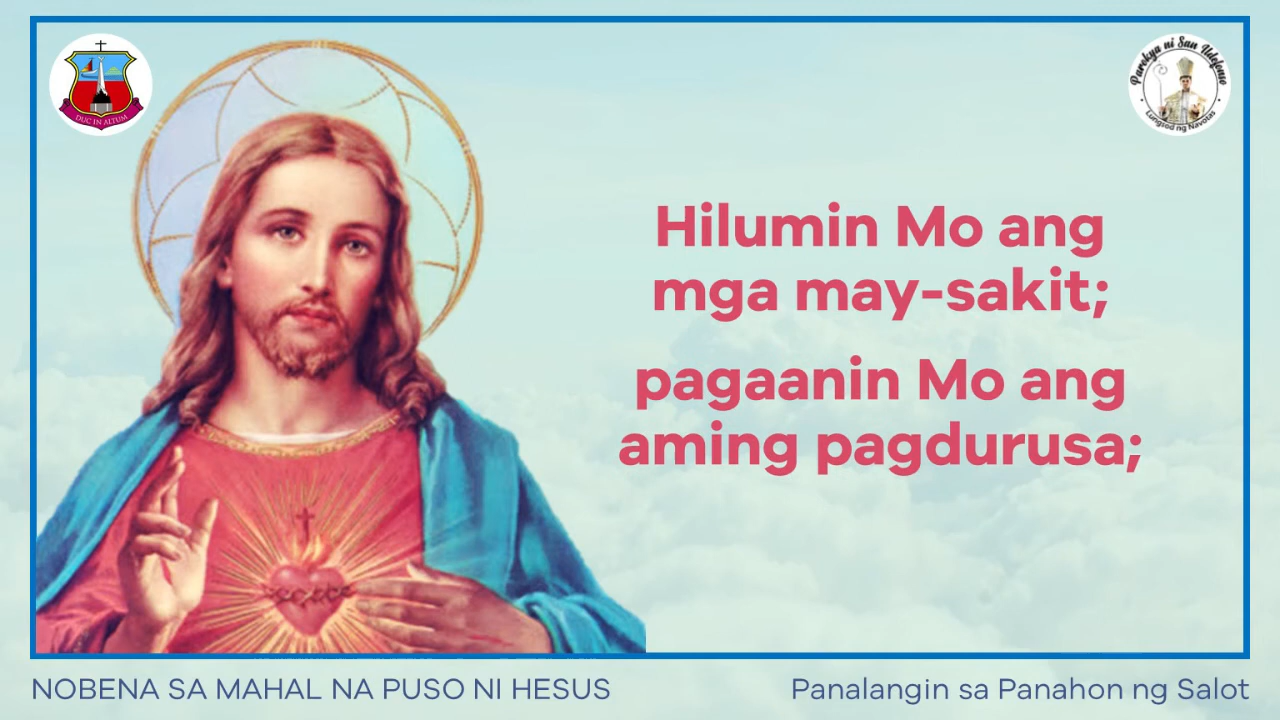 DUC IN ALTUM
Parokya ni San Ildefonso
Lungsod ng Navotas
Hilumin Mo ang
mga may-sakit;
pagaanin Mo ang
aming pagdurusa;
NOBENA SA MAHAL NA PUSO NI HESUS
Panalangin sa Panahon ng Salot